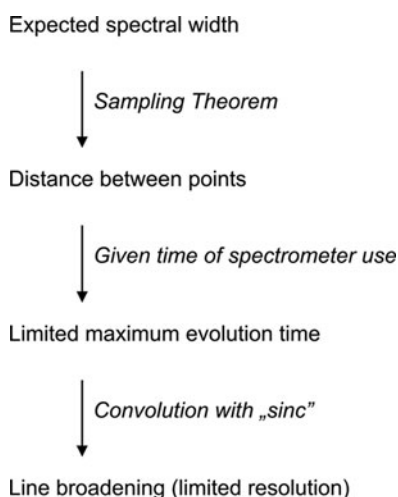 Expected spectral width
Sampling Theorem
Distance between points
Given time of spectrometer use
Limited maximum evolution time
Convolution with „sinc”
Line broadening (limited resolution)